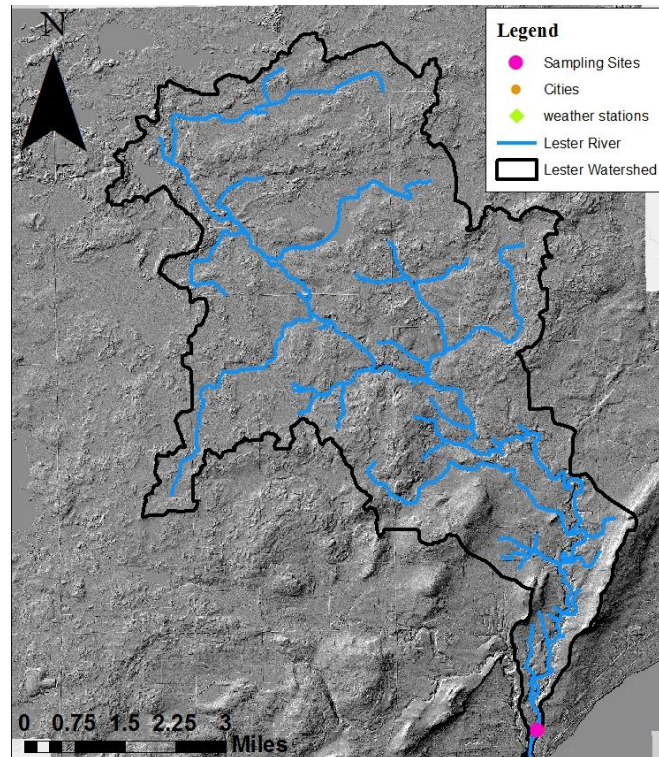 N
Legend
Sampling Sites
Cities
weather stations
Lester River
Lester Watershed
0 0.75 1.5 2.25 3
Miles